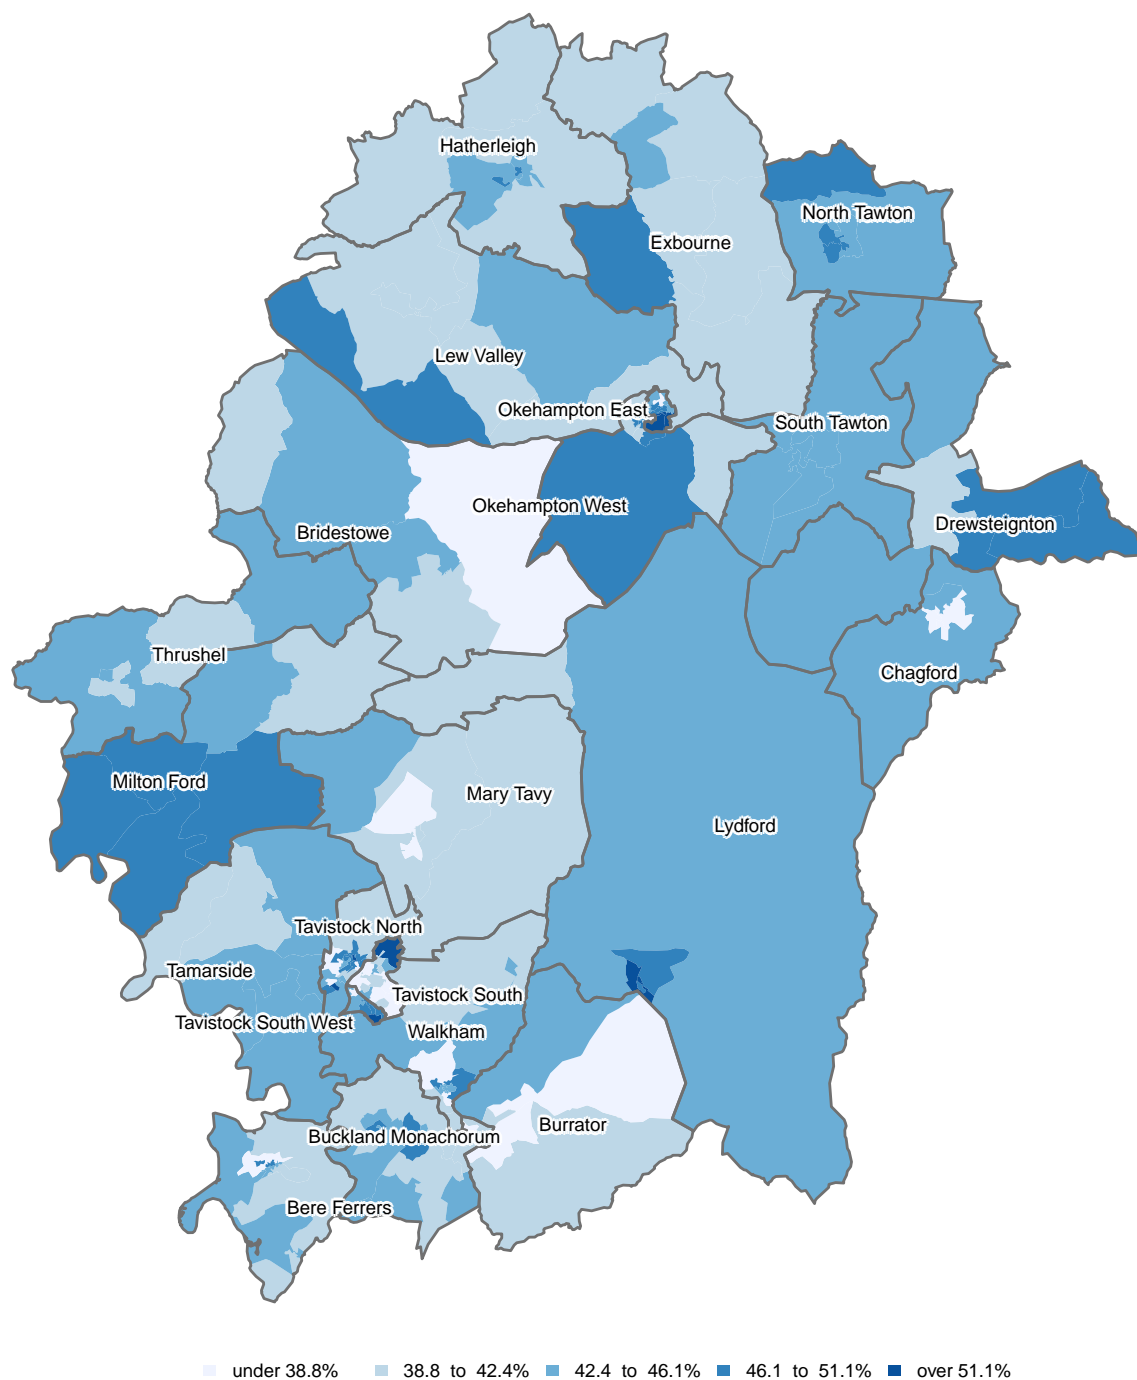 Hatherleigh
North Tawton
Exbourne
Lew Valley
Okehampton East
South Tawton
Okehampton West
Drewsteignton
Bridestowe
Thrushel
Chagford
Milton Ford
Mary Tavy
Lydford
Tavistock North
Tamarside
Tavistock South
Tavistock South West
Walkham
Burrator
Buckland Monachorum
Bere Ferrers
under 38.8% 38.8 to 42.4% 42.4 to 46.1% 46.1 to 51.1% over 51.1%